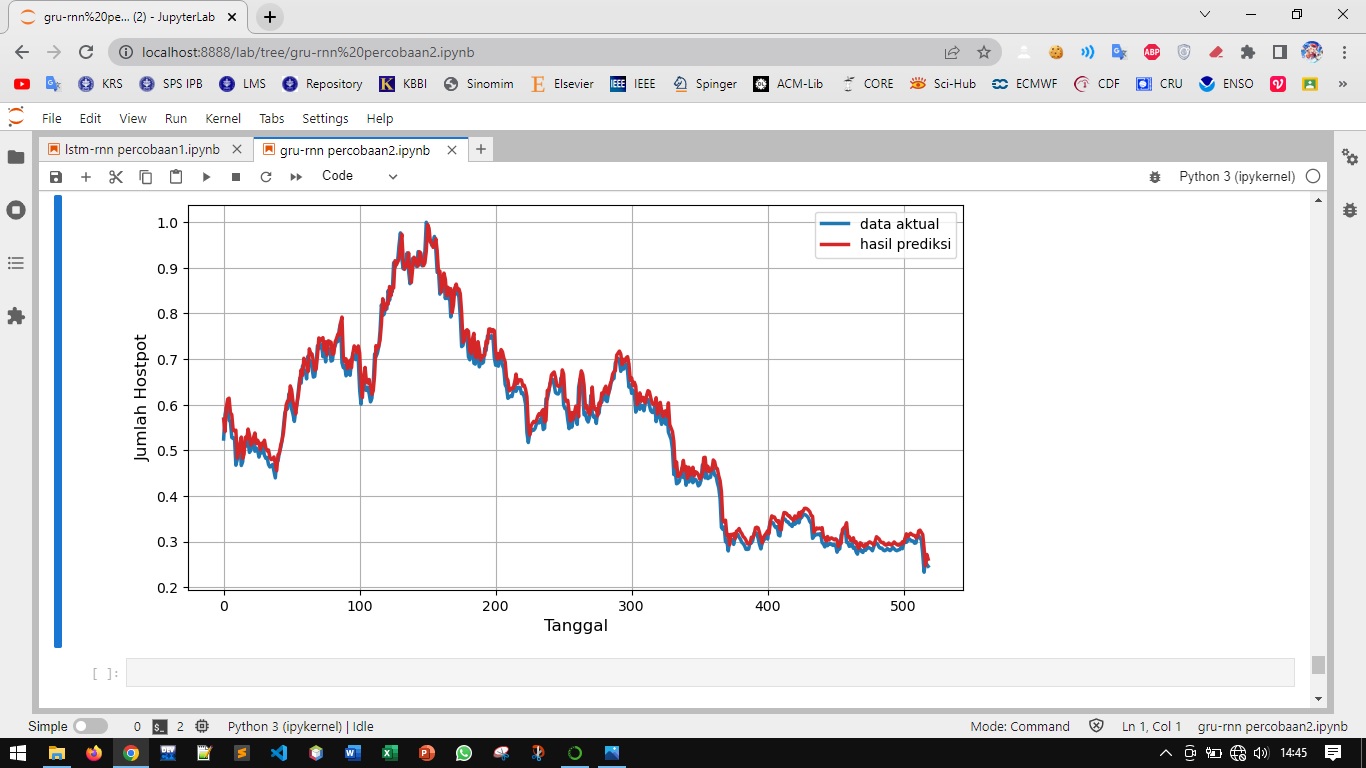 gru-rnn%20pe... (2) - JupyterLab
localhost:8888/lab/tree/gru-rnn%20percobaan2.ipynb
ABP
KRS SPS IPB LMS Repository KBBI Sinomim Elsevier IEEE Spinger ACM-Lib CORE Sci-Hub ECMWF CDF CRU ENSO »
File Edit View Run Kernel Tabs Settings Help
lstm-rnn percobaan1.ipynb gru-rnn percobaan2.ipynb
Code Python 3 (ipykernel)
data aktual
hasil prediksi
1.0
0.9
0.8
0.7
0.6
0.5
0.4
0.3
0.2
Jumlah Hostpot
0 100 200 300 400 500
Tanggal
[ ]:
Simple 0 2 Python 3 (ipykernel) | Idle Mode: Command Ln 1, Col 1 gru-rnn percobaan2.ipynb
14:45